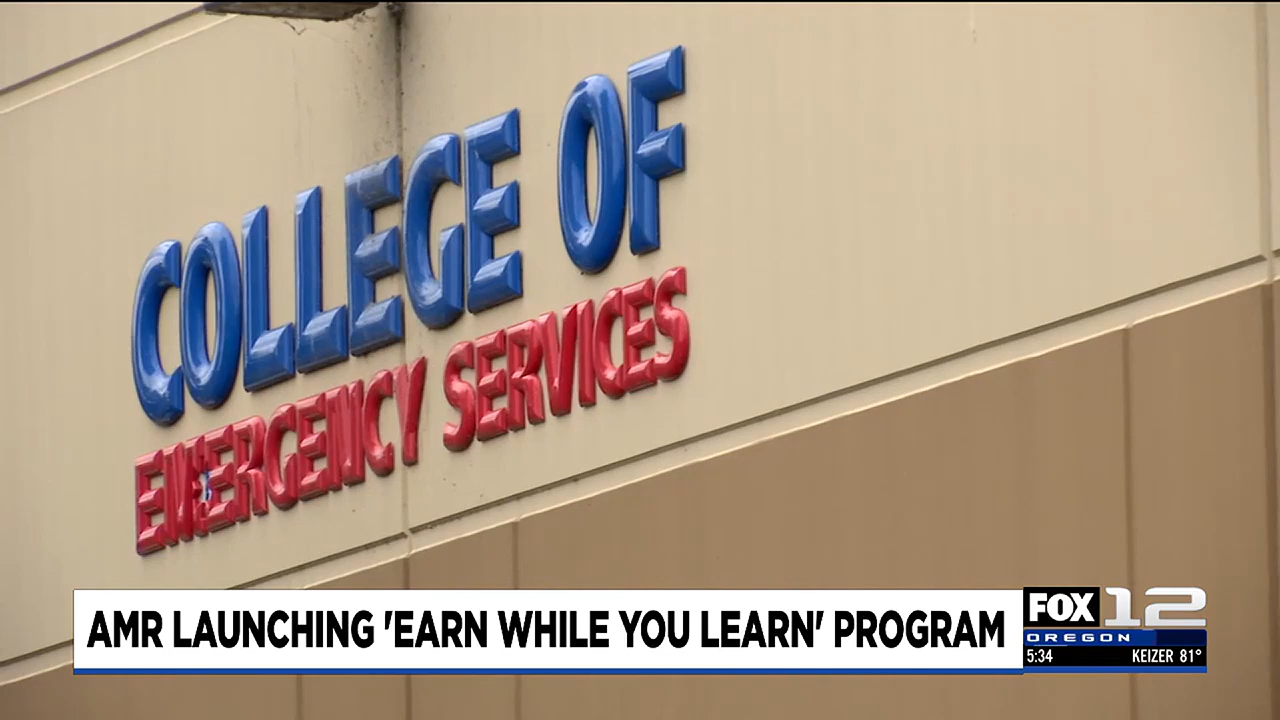 COLLEGE OF
EMERGENCY SERVICES
AMR LAUNCHING 'EARN WHILE YOU LEARN' PROGRAM
FOX 12
OREGON
5:34 KEIZER 81°